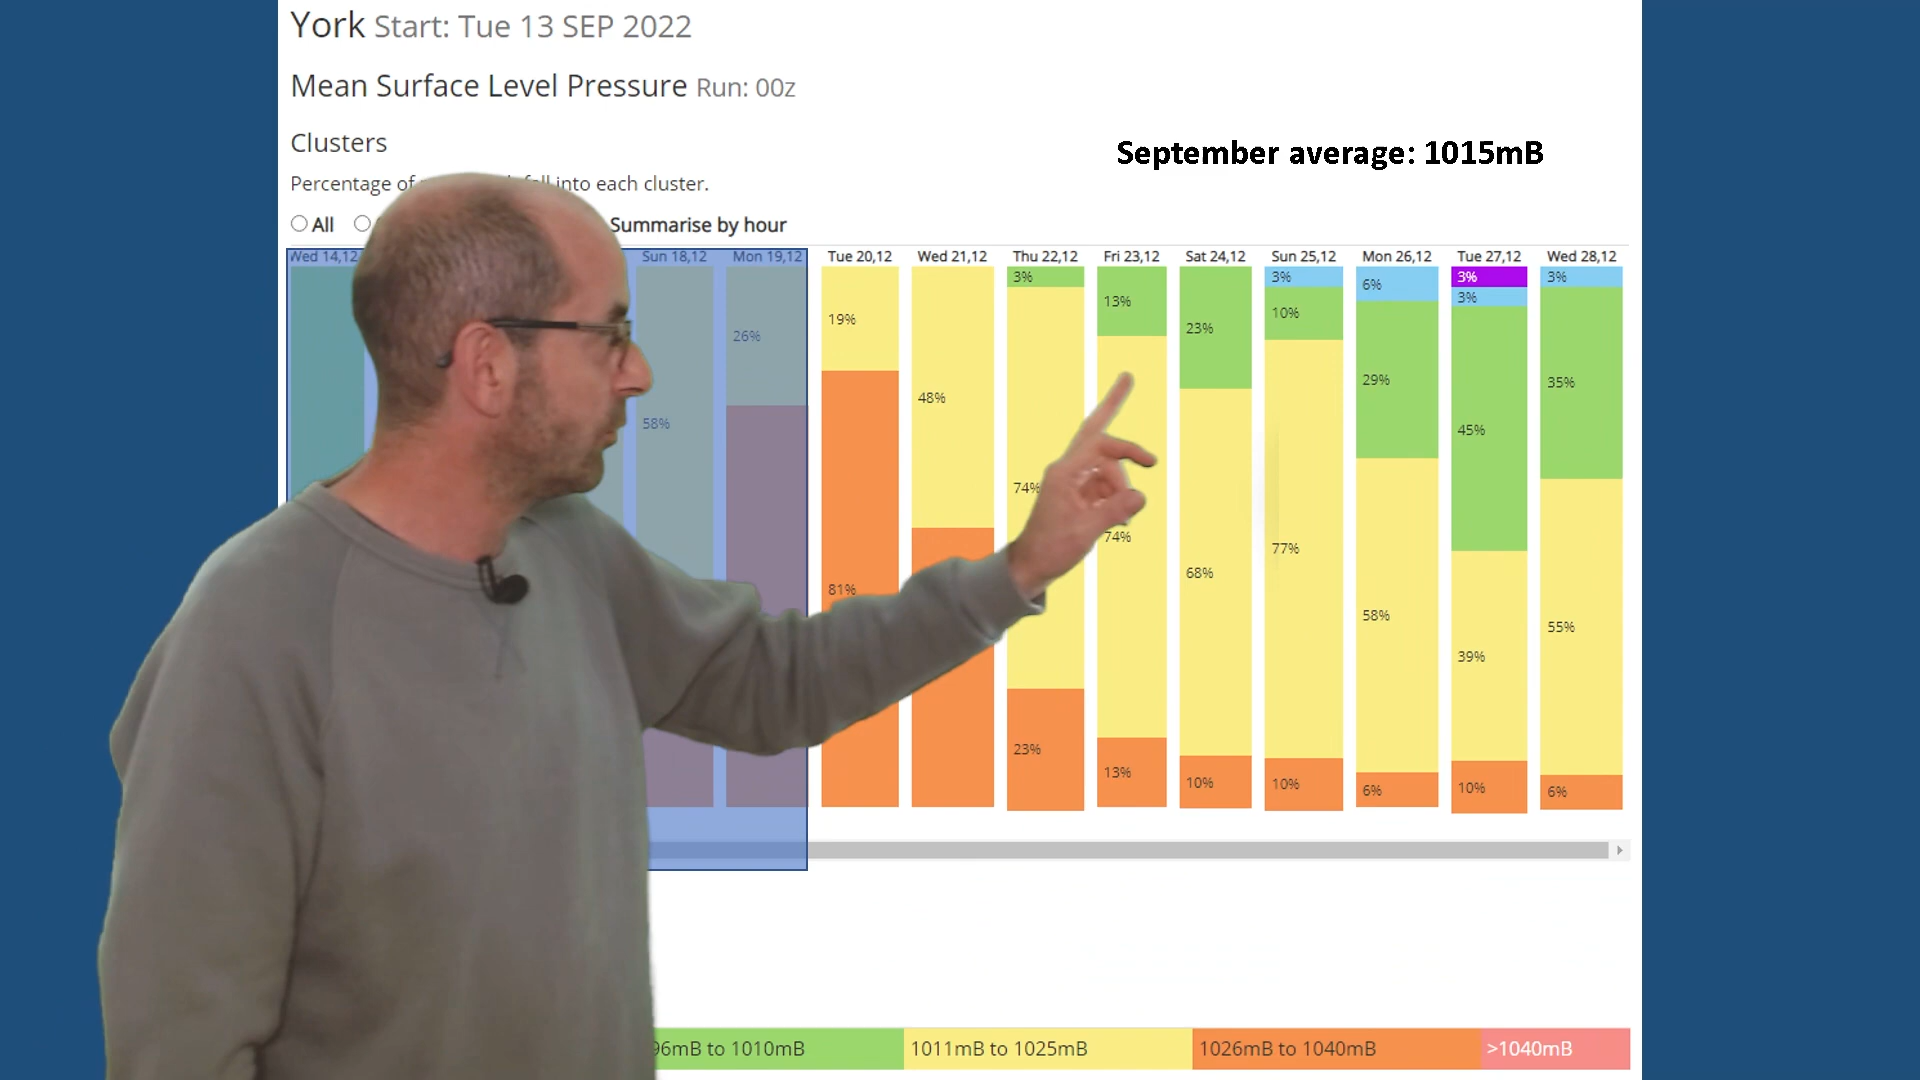 York Start: Tue 13 SEP 2022
Mean Surface Level Pressure Run: 00z
Clusters
September average: 1015mB
Percentage of into each cluster.
All Summarise by hour
Wed 14,12 Sun 18,12 Mon 19,12 Tue 20,12 Wed 21,12 Thu 22,12 Fri 23,12 Sat 24,12 Sun 25,12 Mon 26,12 Tue 27,12 Wed 28,12
3% 3% 3% 3%
6% 3%
13% 10%
19% 23%
26%
29% 35%
48%
58% 45%
74%
74% 77%
81% 68%
58% 55%
39%
23%
13% 10% 10% 6% 10% 6%
96mB to 1010mB 1011mB to 1025mB 1026mB to 1040mB >1040mB